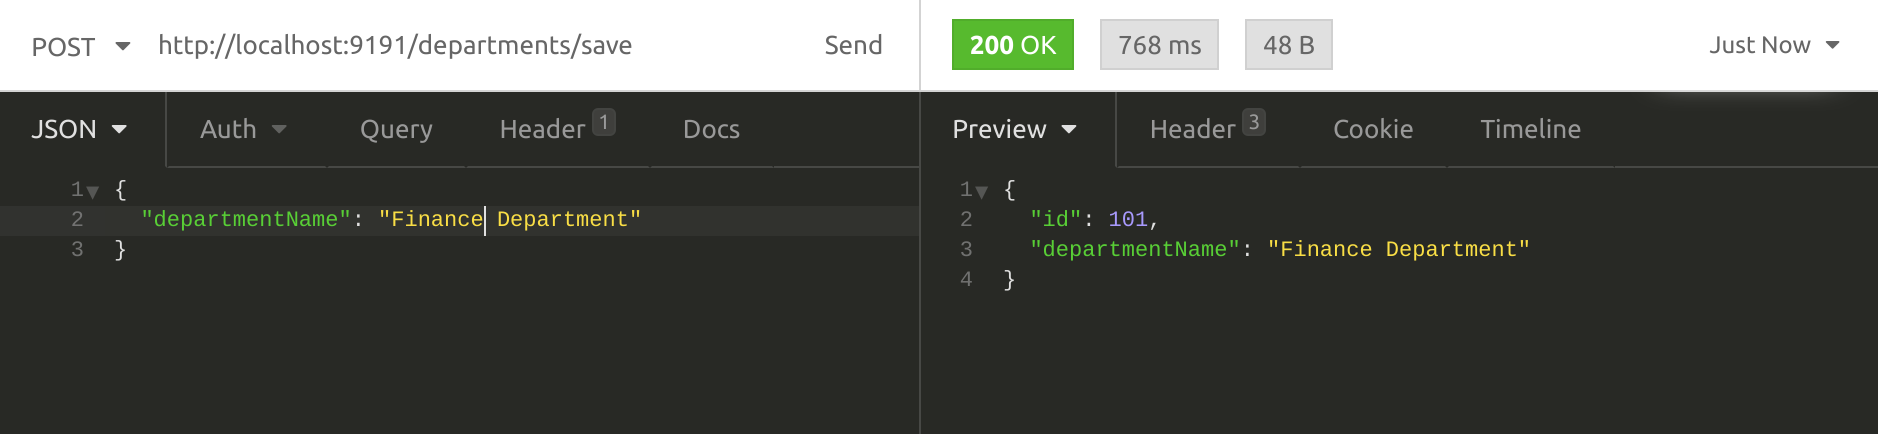 POST http://localhost:9191/departments/save Send
200 OK 768 ms 48 B Just Now
JSON Auth Query Header 1 Docs
1 {
2 "departmentName": "Finance Department"
3 }
Preview Header 3 Cookie Timeline
1 {
2 "id": 101,
3 "departmentName": "Finance Department"
4 }